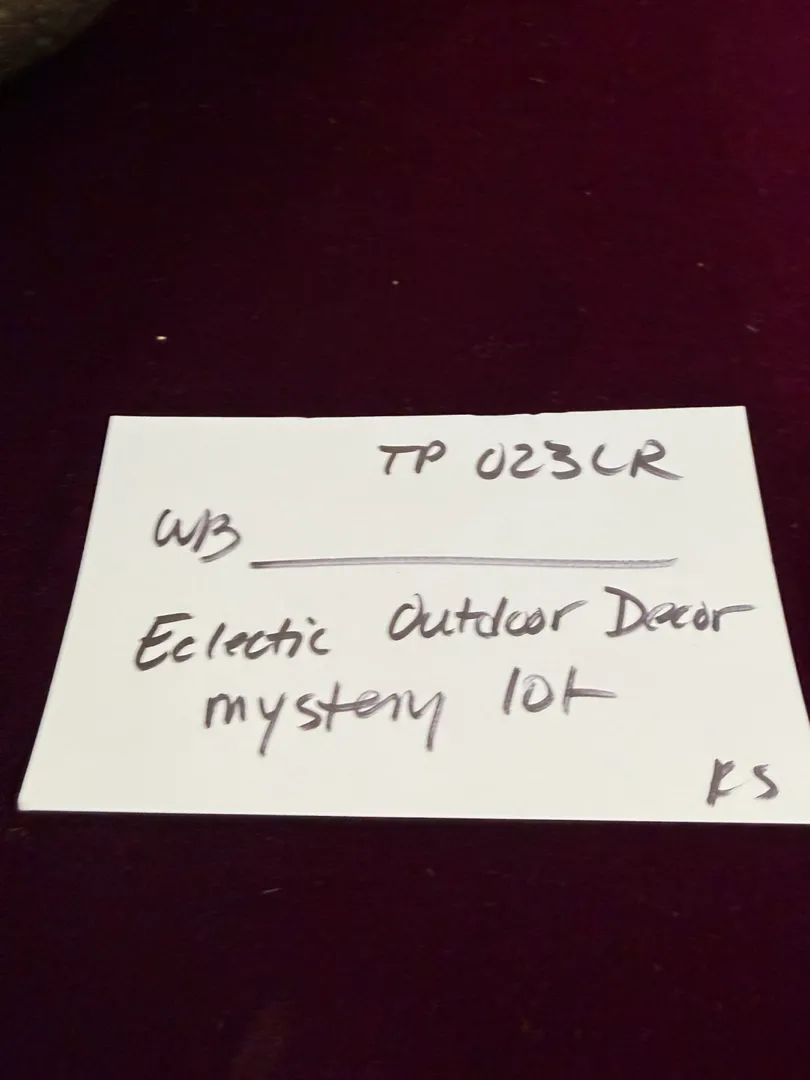 TP 023CR
WB
Eclectic Outdoor Decor
mystery lot
KS